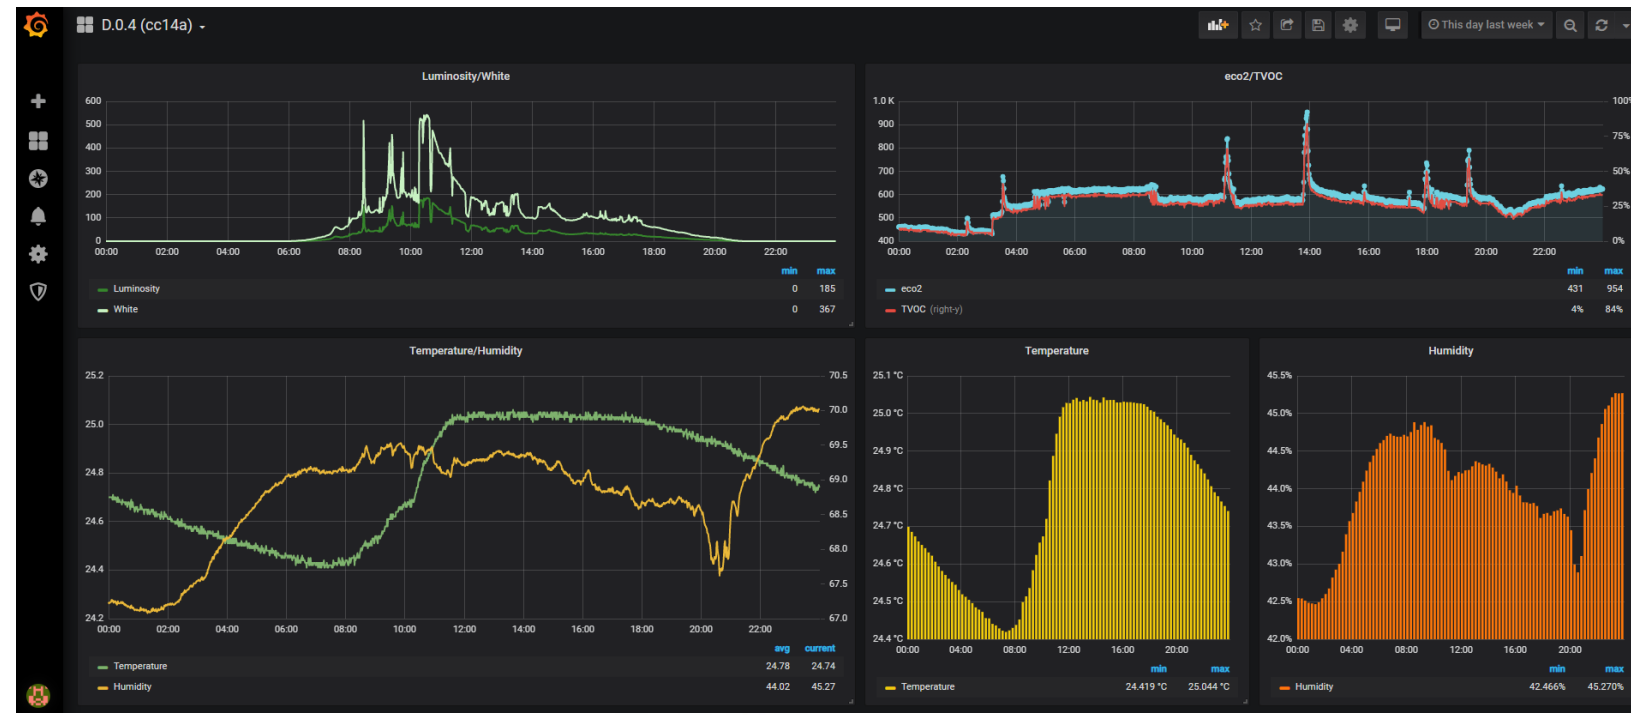 D.0.4 (cc14a)
This day last week
Luminosity/White
600
500
400
300
200
100
0
00:00 02:00 04:00 06:00 08:00 10:00 12:00 14:00 16:00 18:00 20:00 22:00
min max
Luminosity 0 185
White 0 367
eco2/TVOC
1.0 K 100%
900
75%
800
700 50%
600
25%
500
400 0%
00:00 02:00 04:00 06:00 08:00 10:00 12:00 14:00 16:00 18:00 20:00 22:00
min max
eco2 431 954
TVOC (right-y) 4% 84%
Temperature/Humidity
25.2 70.5
70.0
25.0
69.5
24.8
69.0
24.6 68.5
68.0
24.4
67.5
24.2 67.0
00:00 02:00 04:00 06:00 08:00 10:00 12:00 14:00 16:00 18:00 20:00 22:00
avg current
Temperature 24.78 24.74
Humidity 44.02 45.27
Temperature
25.1 °C
25.0 °C
24.9 °C
24.8 °C
24.7 °C
24.6 °C
24.5 °C
24.4 °C
00:00 04:00 08:00 12:00 16:00 20:00
min max
Temperature 24.419 °C 25.044 °C
Humidity
45.5%
45.0%
44.5%
44.0%
43.5%
43.0%
42.5%
42.0%
00:00 04:00 08:00 12:00 16:00 20:00
min max
Humidity 42.466% 45.270%